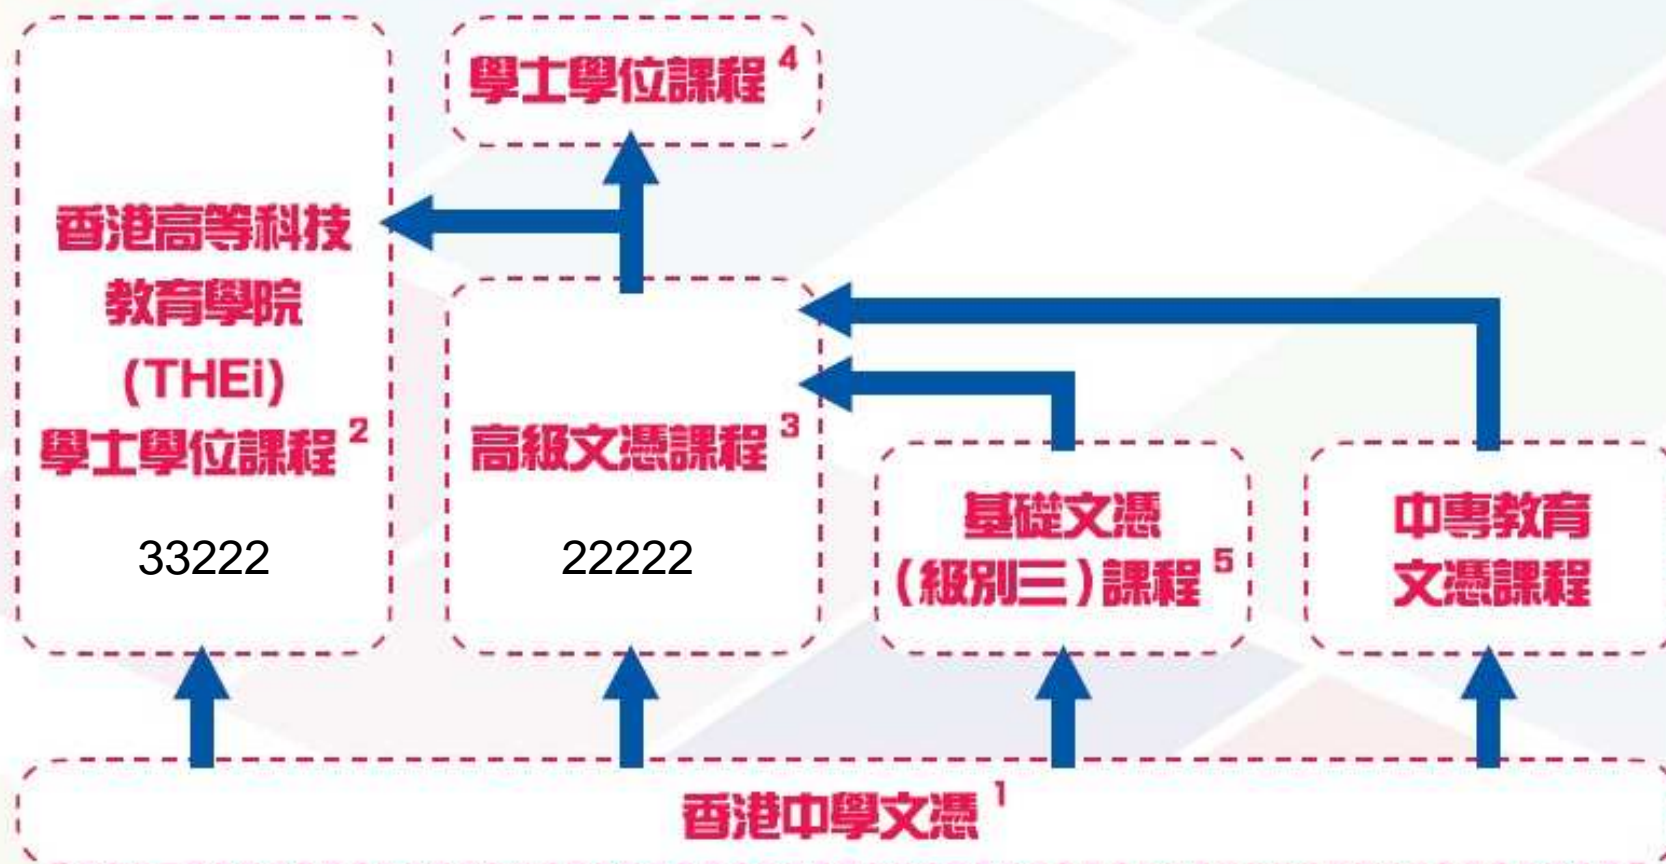 學士學位課程 4
香港高等科技
教育學院
(THEi)
學士學位課程 2
33222
高級文憑課程 3
22222
基礎文憑
(級別三)課程 5
中專教育
文憑課程
香港中學文憑 1